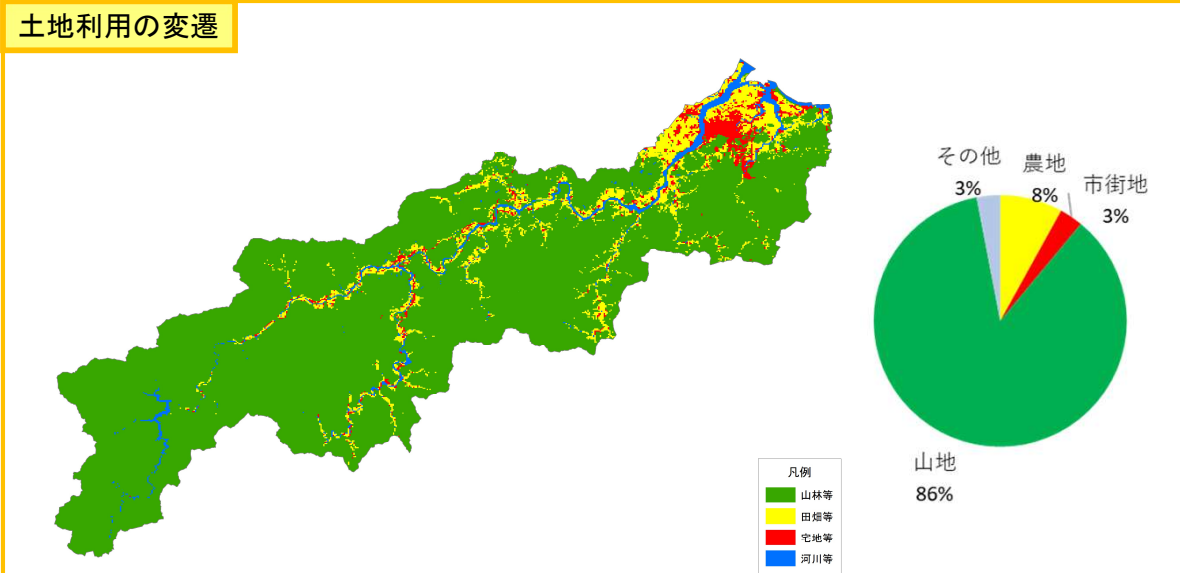 土地利用の変遷
その他
3%
農地
8%
市街地
3%
山地
86%
凡例
山林等
田畑等
宅地等
河川等